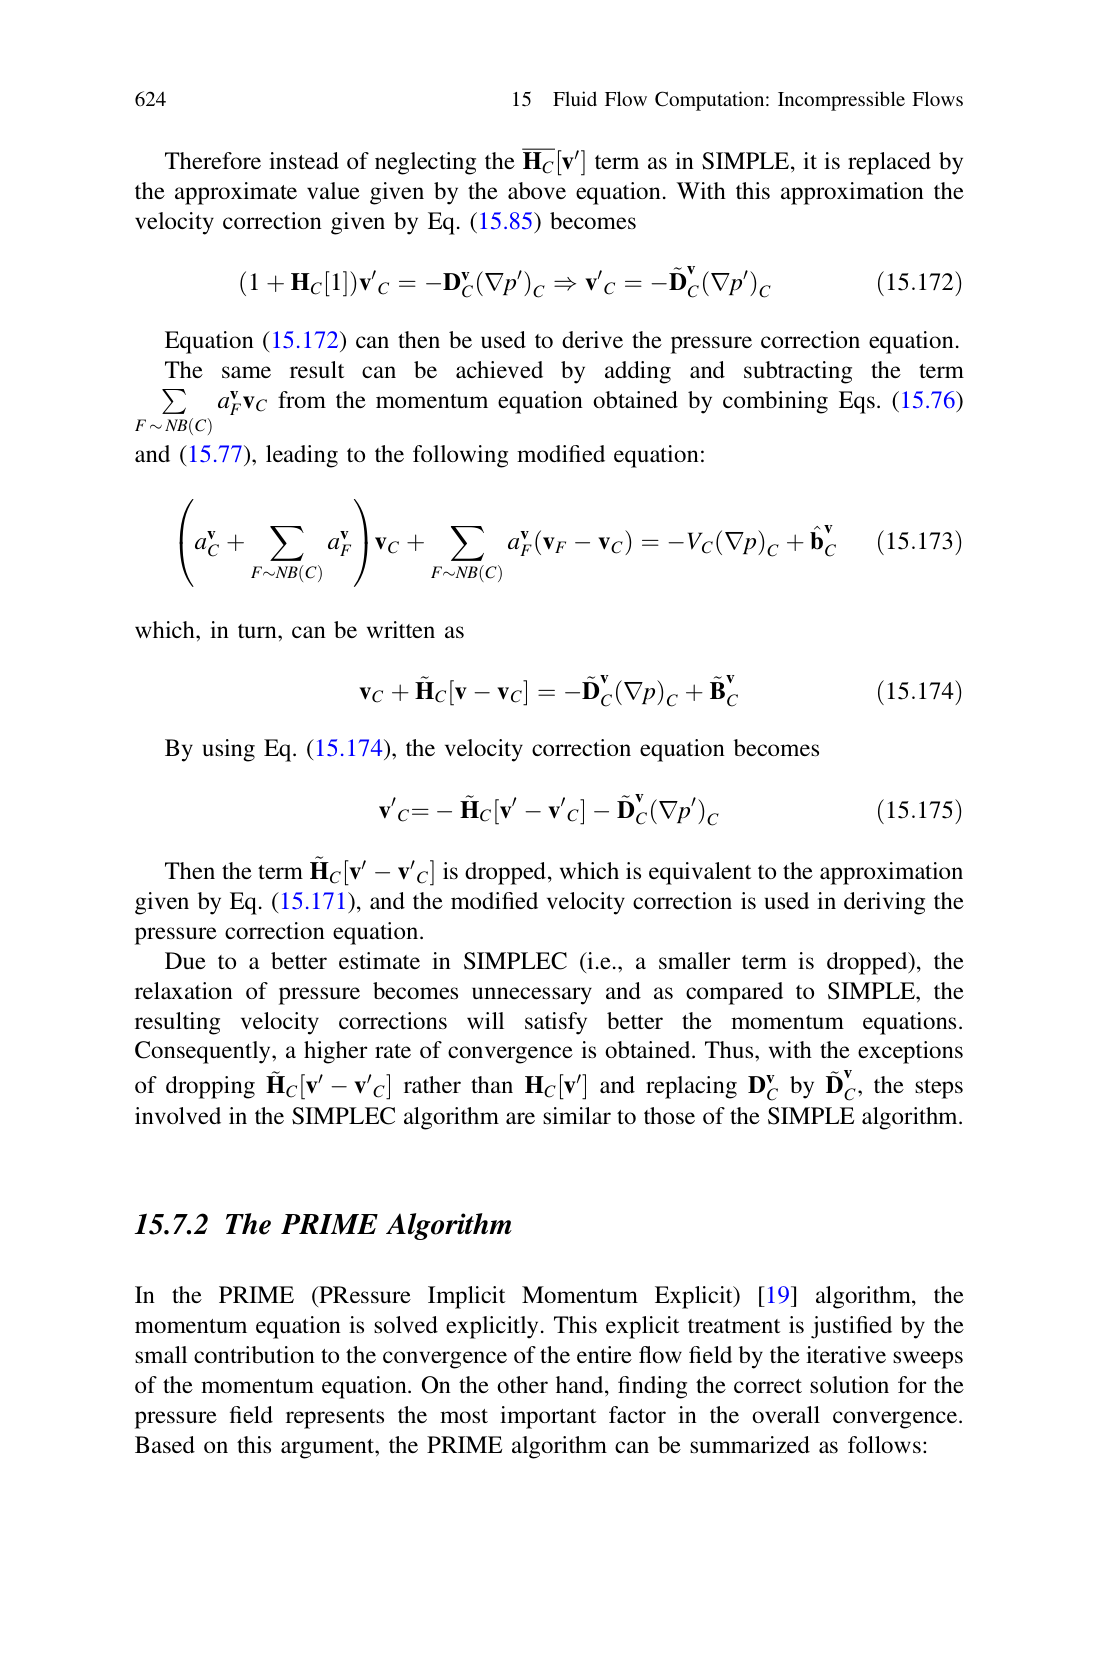 624 15 Fluid Flow Computation: Incompressible Flows
Therefore instead of neglecting the $\overline{\mathbf{H}_C}[\mathbf{v}']$ term as in SIMPLE, it is replaced by
the approximate value given by the above equation. With this approximation the
velocity correction given by Eq. (15.85) becomes
$(1 + \mathbf{H}_C[1])\mathbf{v}'_C = -\mathbf{D}^{\mathbf{v}}_C(\nabla p')_C \Rightarrow \mathbf{v}'_C = -\tilde{\mathbf{D}}^{\mathbf{v}}_C(\nabla p')_C$ (15.172)
Equation (15.172) can then be used to derive the pressure correction equation.
The same result can be achieved by adding and subtracting the term
$\sum_{F \sim NB(C)} a^{\mathbf{v}}_F \mathbf{v}_C$ from the momentum equation obtained by combining Eqs. (15.76)
and (15.77), leading to the following modified equation:
$\left( a^{\mathbf{v}}_C + \sum_{F \sim NB(C)} a^{\mathbf{v}}_F \right) \mathbf{v}_C + \sum_{F \sim NB(C)} a^{\mathbf{v}}_F (\mathbf{v}_F - \mathbf{v}_C) = -V_C(\nabla p)_C + \hat{\mathbf{b}}^{\mathbf{v}}_C$ (15.173)
which, in turn, can be written as
$\mathbf{v}_C + \tilde{\mathbf{H}}_C[\mathbf{v} - \mathbf{v}_C] = -\tilde{\mathbf{D}}^{\mathbf{v}}_C(\nabla p)_C + \tilde{\mathbf{B}}^{\mathbf{v}}_C$ (15.174)
By using Eq. (15.174), the velocity correction equation becomes
$\mathbf{v}'_C = -\tilde{\mathbf{H}}_C[\mathbf{v}' - \mathbf{v}'_C] - \tilde{\mathbf{D}}^{\mathbf{v}}_C(\nabla p')_C$ (15.175)
Then the term $\tilde{\mathbf{H}}_C[\mathbf{v}' - \mathbf{v}'_C]$ is dropped, which is equivalent to the approximation
given by Eq. (15.171), and the modified velocity correction is used in deriving the
pressure correction equation.
Due to a better estimate in SIMPLEC (i.e., a smaller term is dropped), the
relaxation of pressure becomes unnecessary and as compared to SIMPLE, the
resulting velocity corrections will satisfy better the momentum equations.
Consequently, a higher rate of convergence is obtained. Thus, with the exceptions
of dropping $\tilde{\mathbf{H}}_C[\mathbf{v}' - \mathbf{v}'_C]$ rather than $\mathbf{H}_C[\mathbf{v}']$ and replacing $\mathbf{D}^{\mathbf{v}}_C$ by $\tilde{\mathbf{D}}^{\mathbf{v}}_C$, the steps
involved in the SIMPLEC algorithm are similar to those of the SIMPLE algorithm.
15.7.2 The PRIME Algorithm
In the PRIME (PRessure Implicit Momentum Explicit) [19] algorithm, the
momentum equation is solved explicitly. This explicit treatment is justified by the
small contribution to the convergence of the entire flow field by the iterative sweeps
of the momentum equation. On the other hand, finding the correct solution for the
pressure field represents the most important factor in the overall convergence.
Based on this argument, the PRIME algorithm can be summarized as follows: